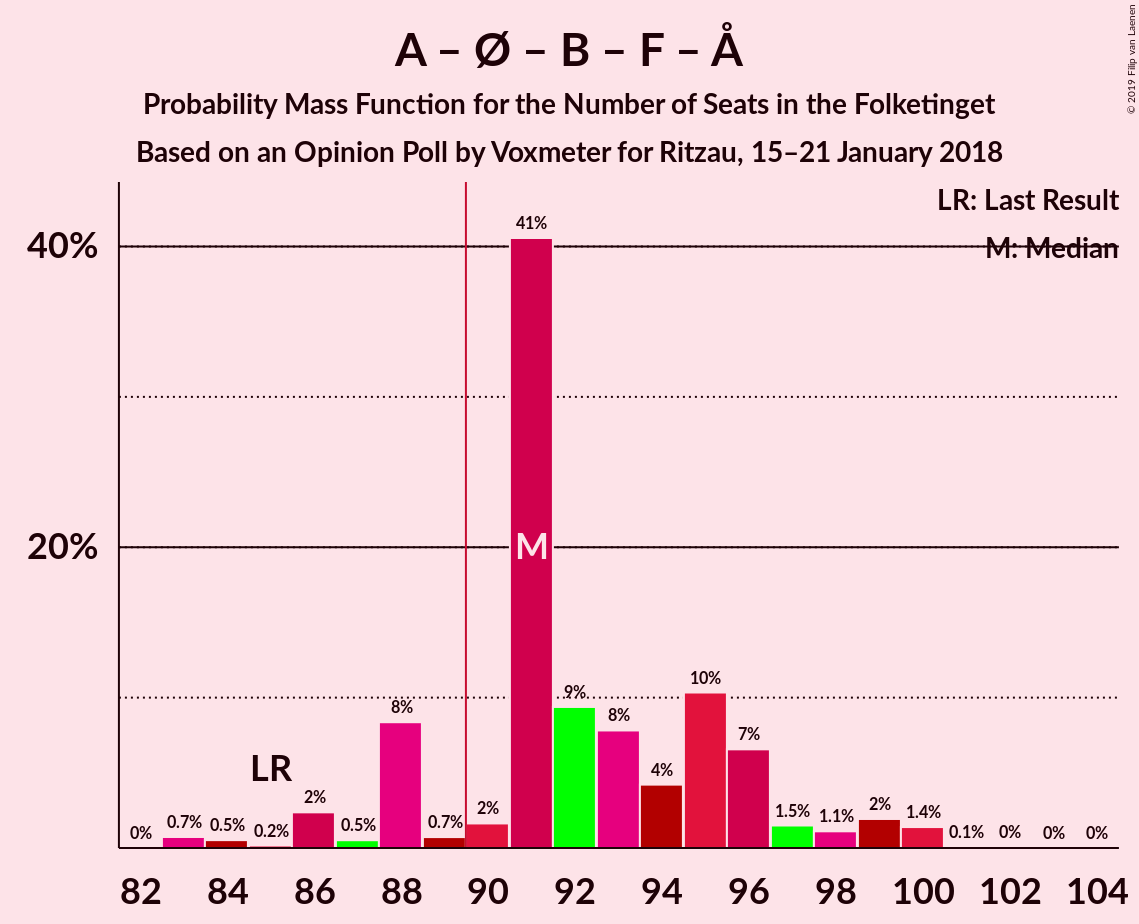 A – Ø – B – F – Å
Probability Mass Function for the Number of Seats in the Folketinget
Based on an Opinion Poll by Voxmeter for Ritzau, 15–21 January 2018
© 2019 Filip van Laenen
LR: Last Result
M: Median
40%
20%
41%
M
10%
9%
8%
8%
7%
4%
LR
2%
0% 0.7% 0.5% 0.2% 0.5% 0.7% 2% 1.5% 1.1% 2% 1.4% 0.1% 0% 0% 0%
82 84 86 88 90 92 94 96 98 100 102 104